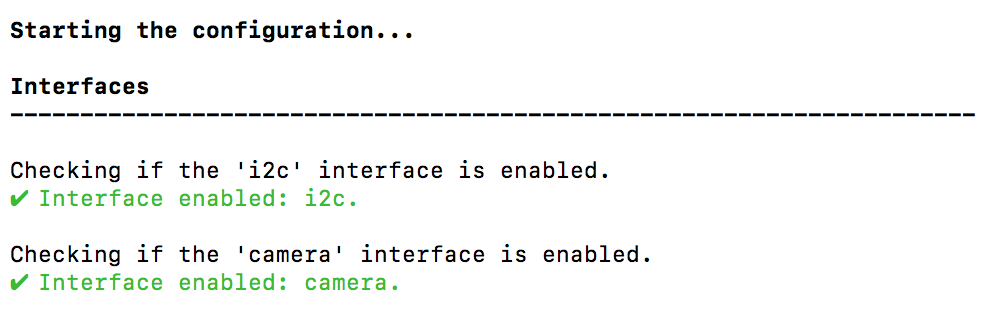 Starting the configuration...
Interfaces
---------------------------------------------------------------------
Checking if the 'i2c' interface is enabled.
✔ Interface enabled: i2c.
Checking if the 'camera' interface is enabled.
✔ Interface enabled: camera.